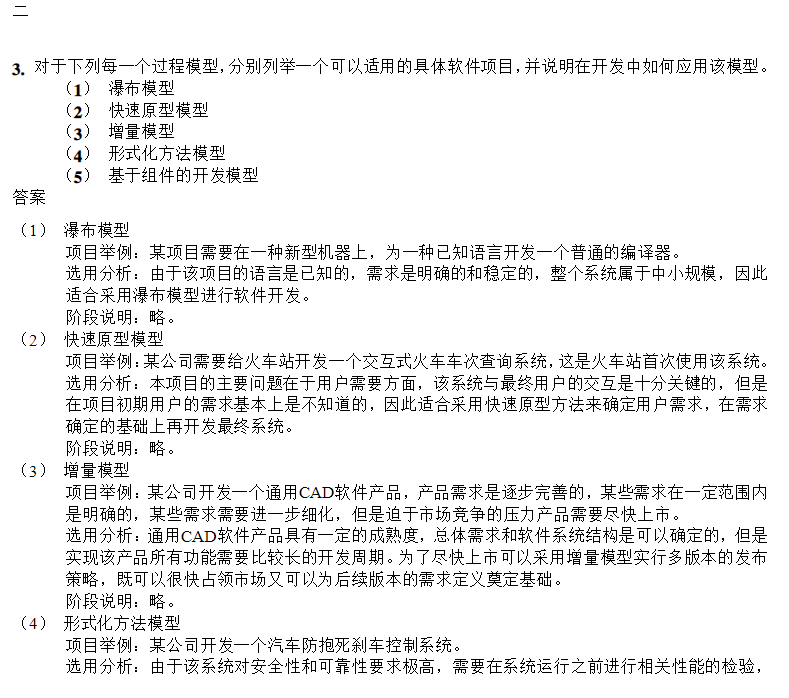 二
3. 对于下列每一个过程模型，分别列举一个可以适用的具体软件项目，并说明在开发中如何应用该模型。
（1） 瀑布模型
（2） 快速原型模型
（3） 增量模型
（4） 形式化方法模型
（5） 基于组件的开发模型
答案
（1） 瀑布模型
项目举例：某项目需要在一种新型机器上，为一种已知语言开发一个普通的编译器。
选用分析：由于该项目的语言是已知的，需求是明确的和稳定的，整个系统属于中小规模，因此
适合采用瀑布模型进行软件开发。
阶段说明：略。
（2） 快速原型模型
项目举例：某公司需要给火车站开发一个交互式火车车次查询系统，这是火车站首次使用该系统。
选用分析：本项目的主要问题在于用户需要方面，该系统与最终用户的交互是十分关键的，但是
在项目初期用户的需求基本上是不知道的，因此适合采用快速原型方法来确定用户需求，在需求
确定的基础上再开发最终系统。
阶段说明：略。
（3） 增量模型
项目举例：某公司开发一个通用CAD软件产品，产品需求是逐步完善的，某些需求在一定范围内
是明确的，某些需求需要进一步细化，但是迫于市场竞争的压力产品需要尽快上市。
选用分析：通用CAD软件产品具有一定的成熟度，总体需求和软件系统结构是可以确定的，但是
实现该产品所有功能需要比较长的开发周期。为了尽快上市可以采用增量模型实行多版本的发布
策略，既可以很快占领市场又可以为后续版本的需求定义奠定基础。
阶段说明：略。
（4） 形式化方法模型
项目举例：某公司开发一个汽车防抱死刹车控制系统。
选用分析：由于该系统对安全性和可靠性要求极高，需要在系统运行之前进行相关性能的检验，